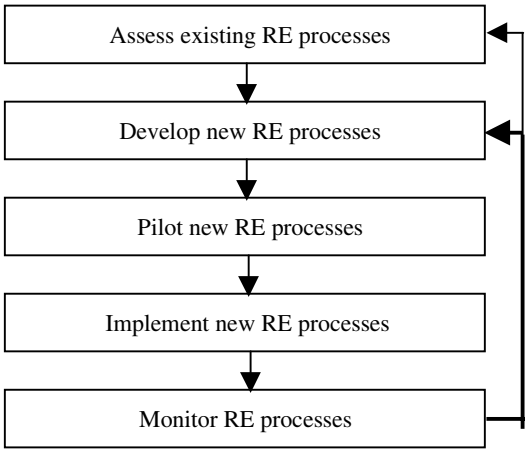 Assess existing RE processes
Develop new RE processes
Pilot new RE processes
Implement new RE processes
Monitor RE processes